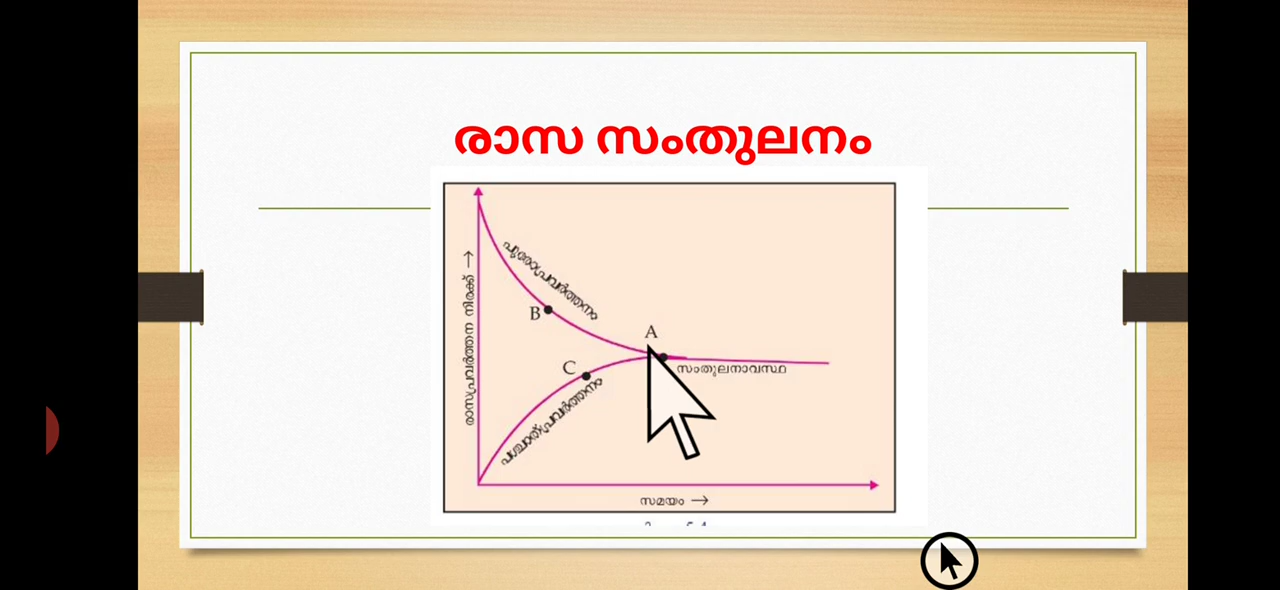 രാസ സംതുലനം
രാസപ്രവർത്തന നിരക്ക് →
പുരോപ്രവർത്തനം
B
A
C
സംതുലനാവസ്ഥ
പശ്ചാത്പ്രവർത്തനം
സമയം →